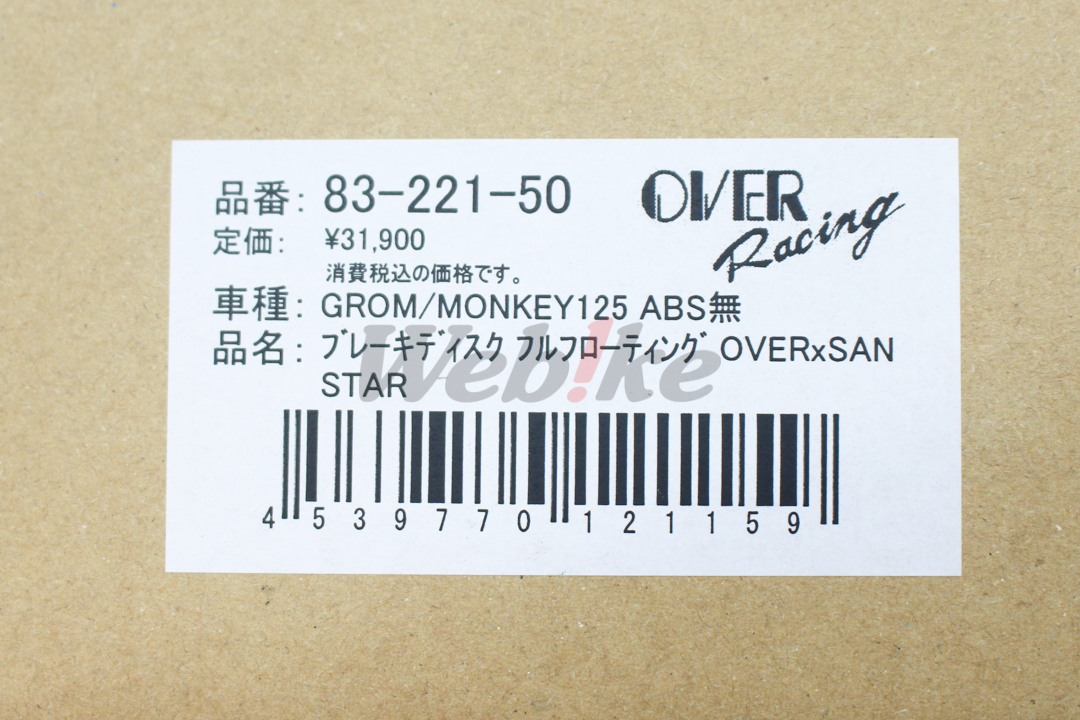 品番: 83-221-50
OVER
Racing
定価: ¥31,900
消費税込の価格です。
車種: GROM/MONKEY125 ABS無
品名: ﾌﾞﾚｰｷﾃﾞｨｽｸ ﾌﾙﾌﾛｰﾃｨﾝｸﾞ OVERxSAN
STAR
Web!ke
4 539770 121159